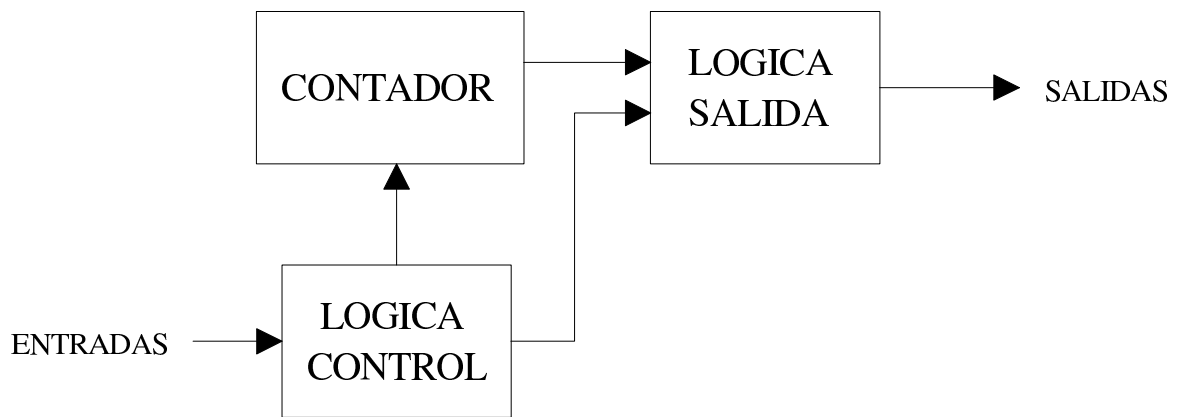 CONTADOR
LOGICA
SALIDA
SALIDAS
ENTRADAS
LOGICA
CONTROL